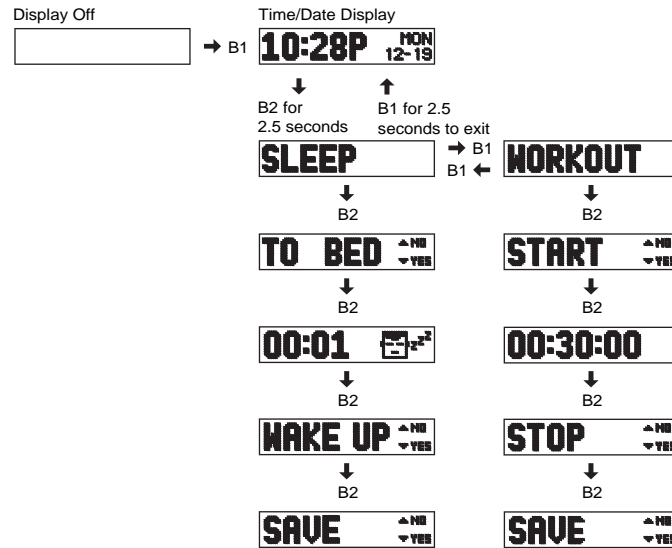 Display Off
Time/Date Display
➡ B1
10:28P MON 12-19
B2 for
2.5 seconds
B1 for 2.5
seconds to exit
SLEEP
➡ B1
B1 ⬅
WORKOUT
B2
B2
TO BED ▲NO ▼YES
START ▲NO ▼YES
B2
B2
00:01 zzz
00:30:00
B2
B2
WAKE UP ▲NO ▼YES
STOP ▲NO ▼YES
B2
B2
SAVE ▲NO ▼YES
SAVE ▲NO ▼YES